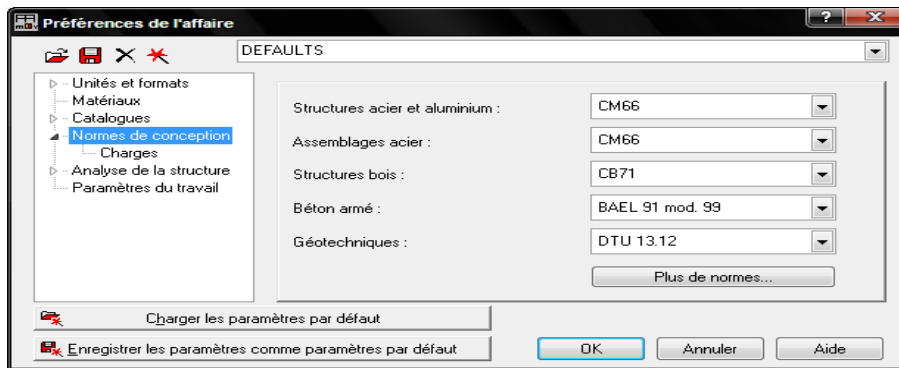 Préférences de l'affaire
DEFAULTS
Unités et formats
Matériaux
Catalogues
Normes de conception
Charges
Analyse de la structure
Paramètres du travail
Structures acier et aluminium :
CM66
Assemblages acier :
CM66
Structures bois :
CB71
Béton armé :
BAEL 91 mod. 99
Géotechniques :
DTU 13.12
Plus de normes...
Charger les paramètres par défaut
Enregistrer les paramètres comme paramètres par défaut
OK
Annuler
Aide